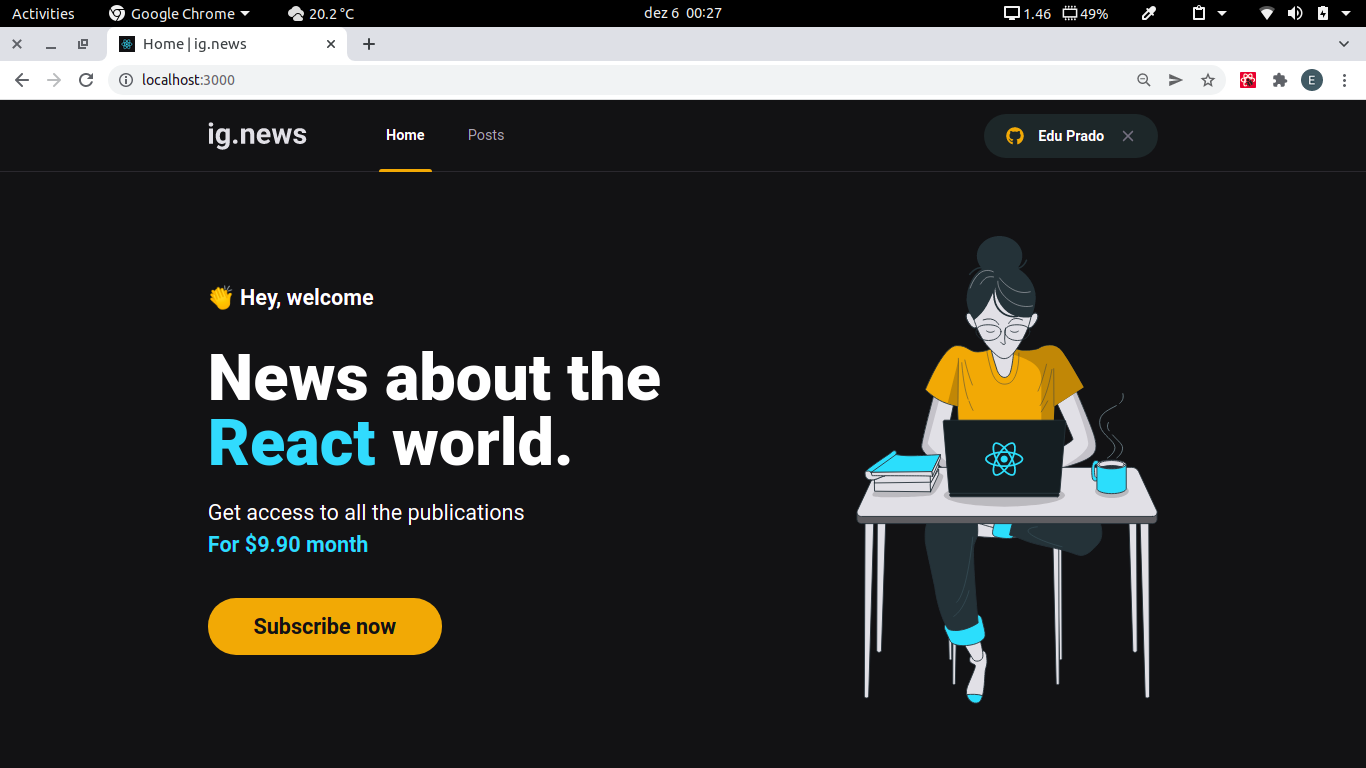 Activities Google Chrome 20.2 °C dez 6 00:27 1.46 49%
Home | ig.news
localhost:3000 E
ig.news Home Posts Edu Prado
Hey, welcome
News about the
React world.
Get access to all the publications
For $9.90 month
Subscribe now